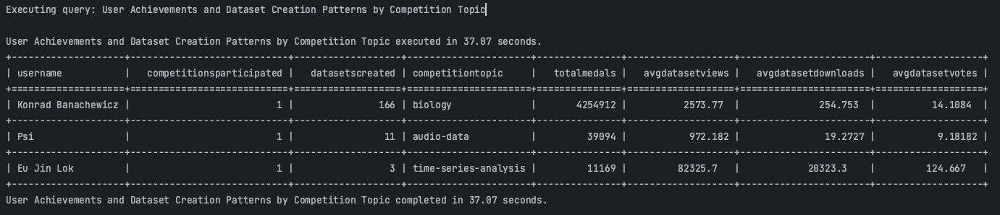 Executing query: User Achievements and Dataset Creation Patterns by Competition Topic
User Achievements and Dataset Creation Patterns by Competition Topic executed in 37.07 seconds.
+--------------------+----------------------------+-------------------+----------------------+---------------+------------------+-----------------------+-------------------+
| username           |   competitionsparticipated |   datasetscreated | competitiontopic     |   totalmedals |   avgdatasetviews |   avgdatasetdownloads |   avgdatasetvotes |
+====================+============================+===================+======================+===============+==================+=======================+===================+
| Konrad Banachewicz |                          1 |               166 | biology              |       4254912 |          2573.77  |              254.753  |          14.1084  |
+--------------------+----------------------------+-------------------+----------------------+---------------+------------------+-----------------------+-------------------+
| Psi                |                          1 |                11 | audio-data           |         39094 |           972.182 |               19.2727 |           9.18182 |
+--------------------+----------------------------+-------------------+----------------------+---------------+------------------+-----------------------+-------------------+
| Eu Jin Lok         |                          1 |                 3 | time-series-analysis |         11169 |         82325.7   |            20323.3    |         124.667   |
+--------------------+----------------------------+-------------------+----------------------+---------------+------------------+-----------------------+-------------------+
User Achievements and Dataset Creation Patterns by Competition Topic completed in 37.07 seconds.